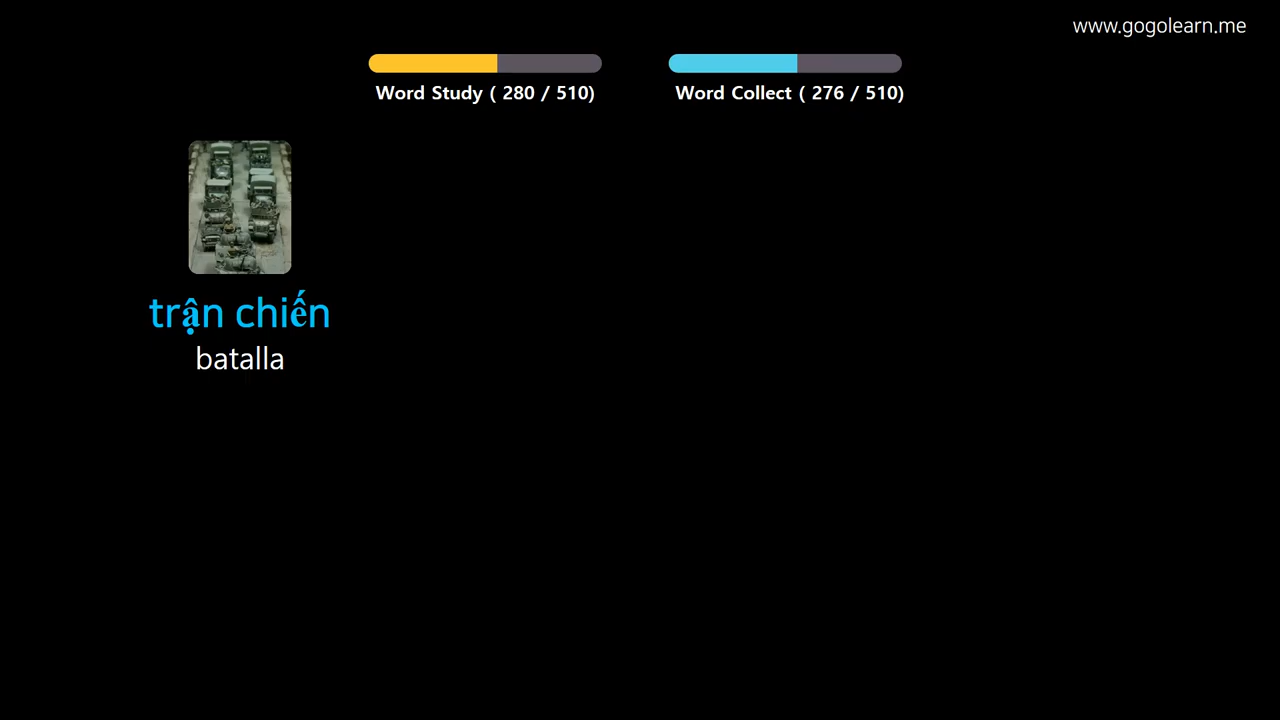 www.gogolearn.me
Word Study ( 280 / 510)
Word Collect ( 276 / 510)
trận chiến
batalla